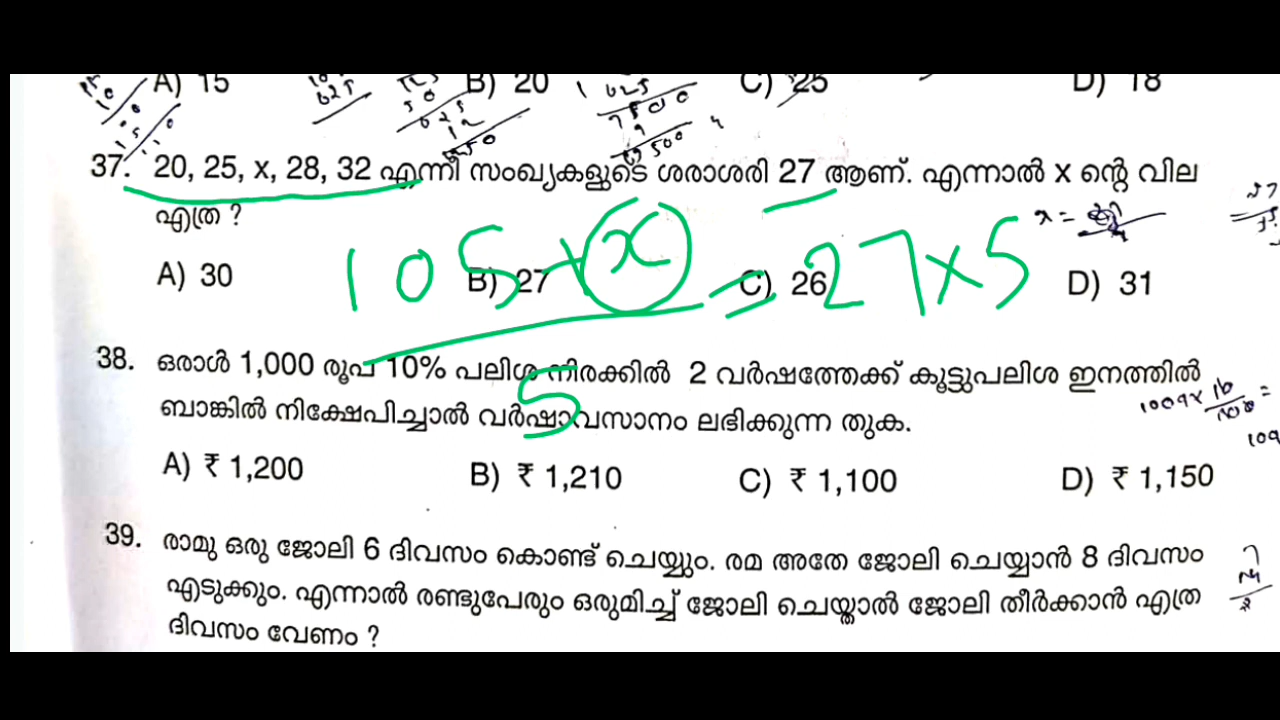 A) 15 B) 20 C) 25 D) 18
37. 20, 25, x, 28, 32 എന്നീ സംഖ്യകളുടെ ശരാശരി 27 ആണ്. എന്നാൽ x ന്റെ വില
എത്ര ?
105 + x = 27 x 5
5
A) 30 B) 27 C) 26 D) 31
38. ഒരാൾ 1,000 രൂപ 10% പലിശ നിരക്കിൽ 2 വർഷത്തേക്ക് കൂട്ടുപലിശ ഇനത്തിൽ
ബാങ്കിൽ നിക്ഷേപിച്ചാൽ വർഷാവസാനം ലഭിക്കുന്ന തുക.
A) ₹ 1,200 B) ₹ 1,210 C) ₹ 1,100 D) ₹ 1,150
39. രാമു ഒരു ജോലി 6 ദിവസം കൊണ്ട് ചെയ്യും. രമ അതേ ജോലി ചെയ്യാൻ 8 ദിവസം
എടുക്കും. എന്നാൽ രണ്ടുപേരും ഒരുമിച്ച് ജോലി ചെയ്താൽ ജോലി തീർക്കാൻ എത്ര
ദിവസം വേണം ?